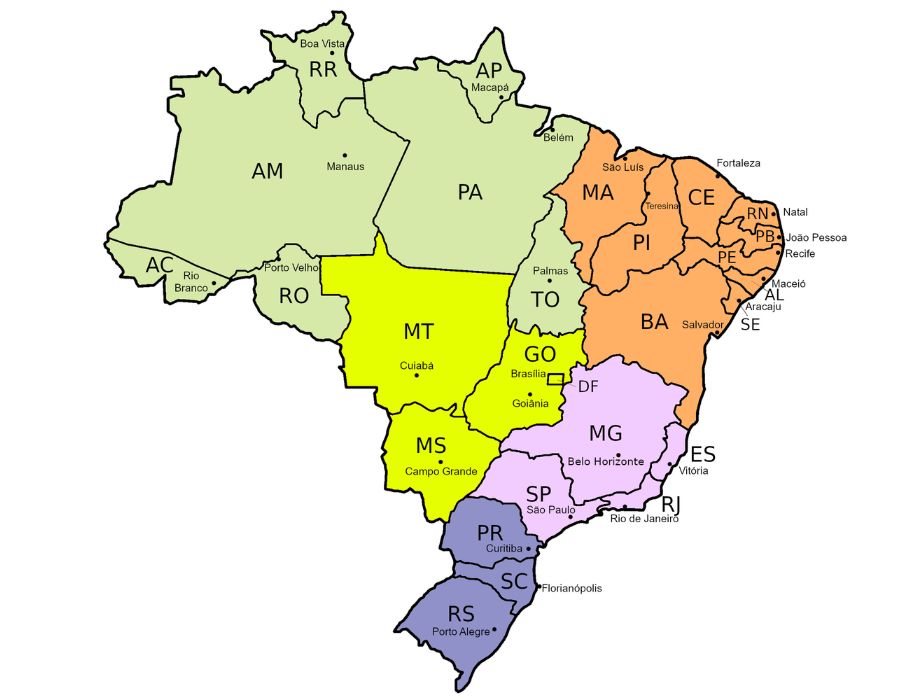 Boa Vista
RR
AP
Macapá
Belém
AM
Manaus
PA
São Luís
MA
Teresina
Fortaleza
CE
RN
Natal
PB
João Pessoa
PI
PE
Recife
AC
Rio
Branco
Porto Velho
RO
Palmas
TO
Maceió
AL
Aracaju
SE
BA
Salvador
MT
Cuiabá
GO
Brasília
DF
Goiânia
MS
Campo Grande
MG
Belo Horizonte
ES
Vitória
SP
São Paulo
RJ
Rio de Janeiro
PR
Curitiba
SC
Florianópolis
RS
Porto Alegre